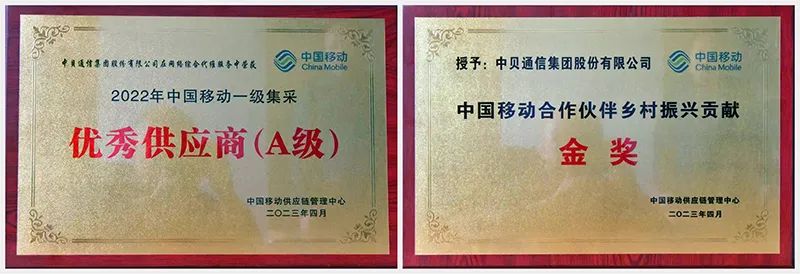 中贝通信集团股份有限公司在网络综合代维服务中荣获
中国移动
China Mobile
2022年中国移动一级集采
优秀供应商(A级)
中国移动供应链管理中心
二〇二三年四月
授予:中贝通信集团股份有限公司
中国移动
China Mobile
中国移动合作伙伴乡村振兴贡献
金奖
中国移动供应链管理中心
二〇二三年四月